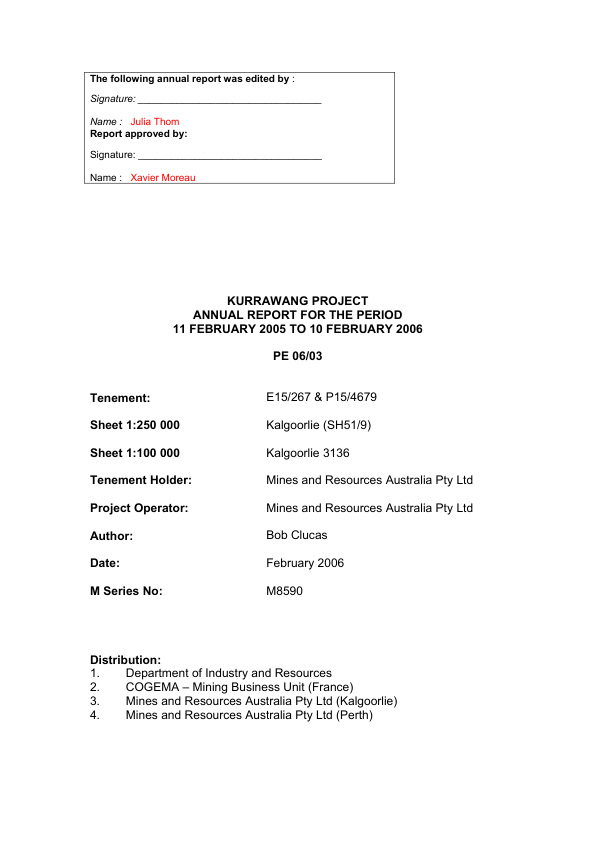 The following annual report was edited by :
Signature: _________________________________
Name : Julia Thom
Report approved by:
Signature: _________________________________
Name : Xavier Moreau
KURRAWANG PROJECT
ANNUAL REPORT FOR THE PERIOD
11 FEBRUARY 2005 TO 10 FEBRUARY 2006
PE 06/03
Tenement: E15/267 & P15/4679
Sheet 1:250 000 Kalgoorlie (SH51/9)
Sheet 1:100 000 Kalgoorlie 3136
Tenement Holder: Mines and Resources Australia Pty Ltd
Project Operator: Mines and Resources Australia Pty Ltd
Author: Bob Clucas
Date: February 2006
M Series No: M8590
Distribution:
1. Department of Industry and Resources
2. COGEMA – Mining Business Unit (France)
3. Mines and Resources Australia Pty Ltd (Kalgoorlie)
4. Mines and Resources Australia Pty Ltd (Perth)